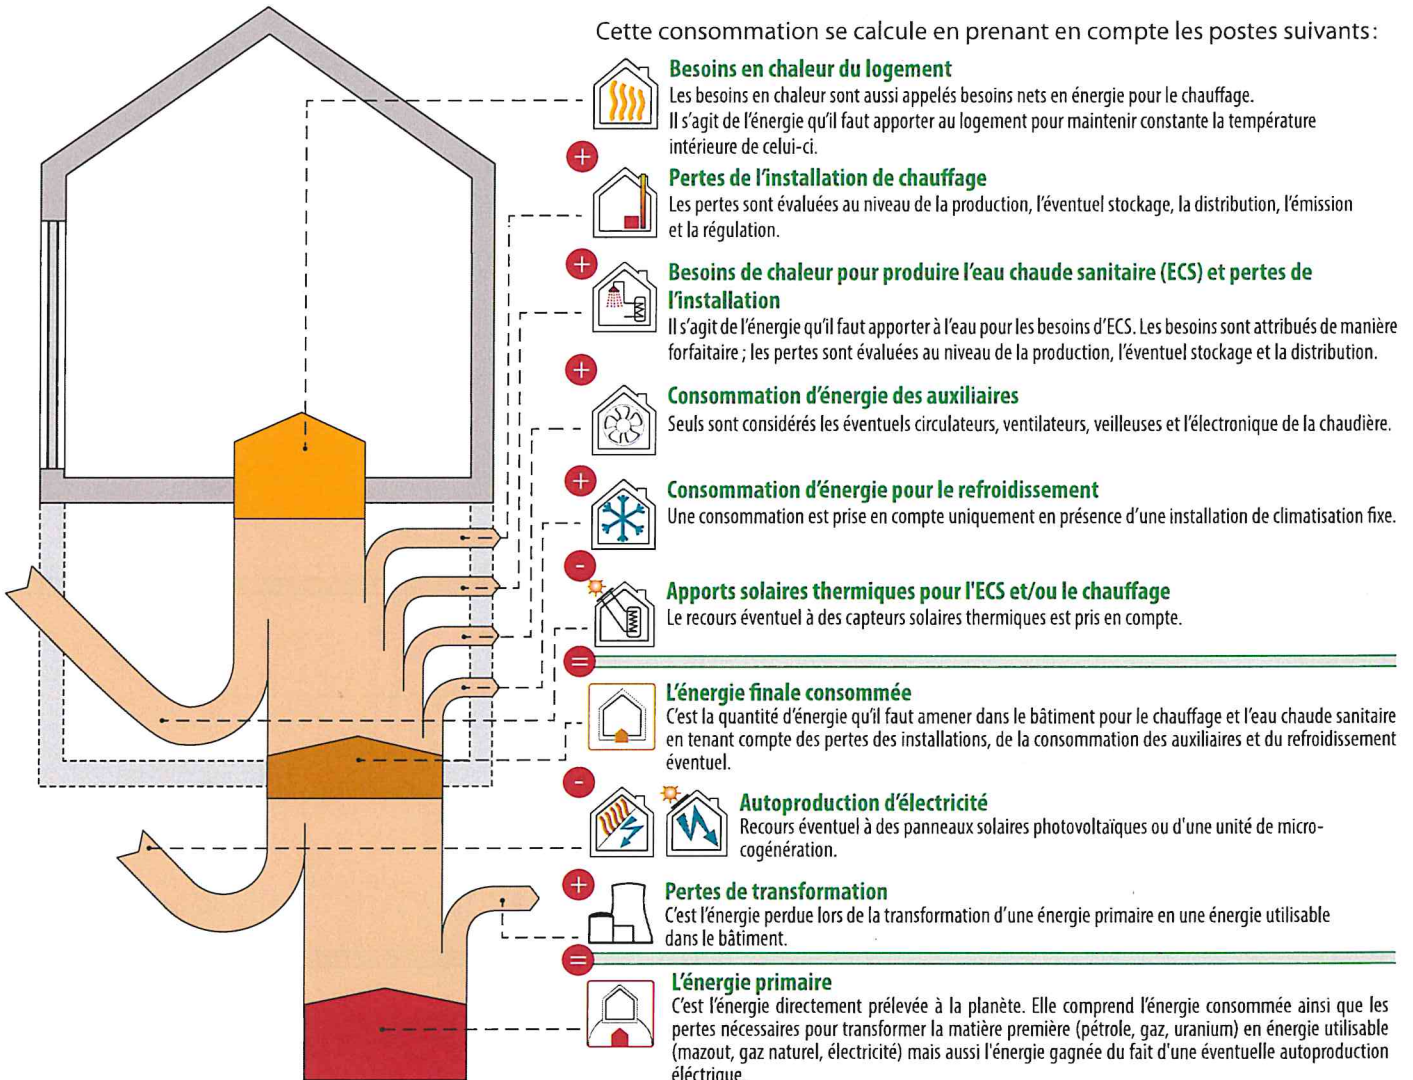 Cette consommation se calcule en prenant en compte les postes suivants:
Besoins en chaleur du logement
Les besoins en chaleur sont aussi appelés besoins nets en énergie pour le chauffage.
Il s'agit de l'énergie qu'il faut apporter au logement pour maintenir constante la température
intérieure de celui-ci.
+
Pertes de l'installation de chauffage
Les pertes sont évaluées au niveau de la production, l'éventuel stockage, la distribution, l'émission
et la régulation.
+
Besoins de chaleur pour produire l'eau chaude sanitaire (ECS) et pertes de
l'installation
Il s'agit de l'énergie qu'il faut apporter à l'eau pour les besoins d'ECS. Les besoins sont attribués de manière
forfaitaire ; les pertes sont évaluées au niveau de la production, l'éventuel stockage et la distribution.
+
Consommation d'énergie des auxiliaires
Seuls sont considérés les éventuels circulateurs, ventilateurs, veilleuses et l'électronique de la chaudière.
+
Consommation d'énergie pour le refroidissement
Une consommation est prise en compte uniquement en présence d'une installation de climatisation fixe.
-
Apports solaires thermiques pour l'ECS et/ou le chauffage
Le recours éventuel à des capteurs solaires thermiques est pris en compte.
=
L'énergie finale consommée
C'est la quantité d'énergie qu'il faut amener dans le bâtiment pour le chauffage et l'eau chaude sanitaire
en tenant compte des pertes des installations, de la consommation des auxiliaires et du refroidissement
éventuel.
-
Autoproduction d'électricité
Recours éventuel à des panneaux solaires photovoltaïques ou d'une unité de micro-
cogénération.
+
Pertes de transformation
C'est l'énergie perdue lors de la transformation d'une énergie primaire en une énergie utilisable
dans le bâtiment.
=
L'énergie primaire
C'est l'énergie directement prélevée à la planète. Elle comprend l'énergie consommée ainsi que les
pertes nécessaires pour transformer la matière première (pétrole, gaz, uranium) en énergie utilisable
(mazout, gaz naturel, électricité) mais aussi l'énergie gagnée du fait d'une éventuelle autoproduction
éléctrique.